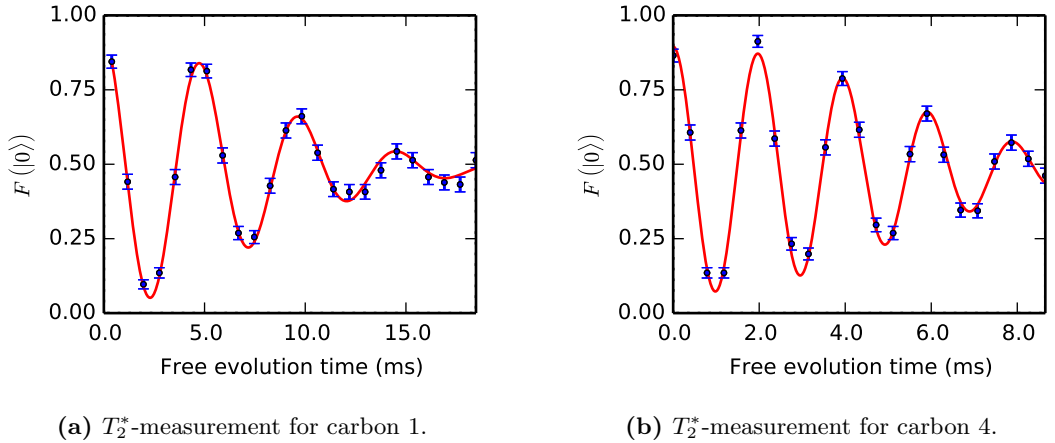 1.00
0.75
0.50
0.25
0.00
F (|0⟩)
0.0 5.0 10.0 15.0
Free evolution time (ms)
(a) T₂*-measurement for carbon 1.
1.00
0.75
0.50
0.25
0.00
F (|0⟩)
0.0 2.0 4.0 6.0 8.0
Free evolution time (ms)
(b) T₂*-measurement for carbon 4.